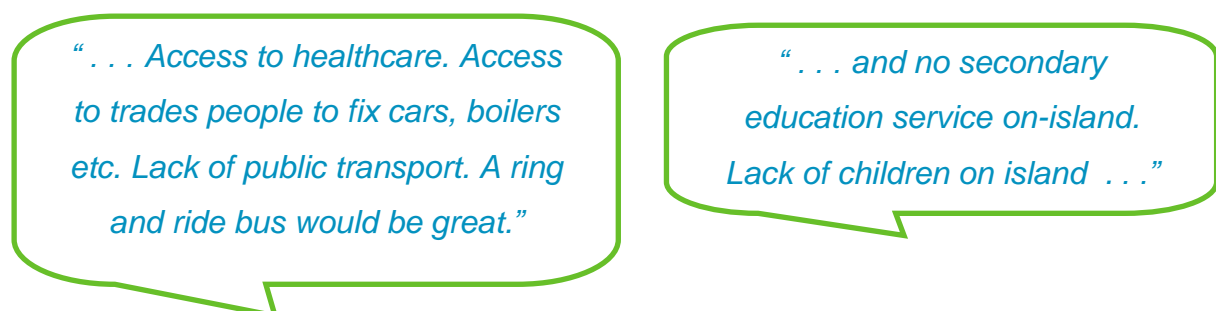 “ . . . Access to healthcare. Access
to trades people to fix cars, boilers
etc. Lack of public transport. A ring
and ride bus would be great.”
“ . . . and no secondary
education service on-island.
Lack of children on island  . . .”